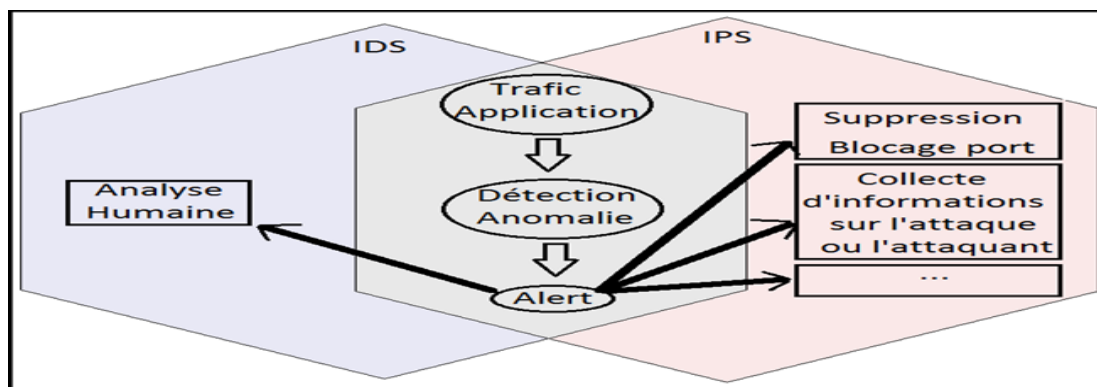 IDS
IPS
Trafic
Application
Détection
Anomalie
Alert
Analyse
Humaine
Suppression
Blocage port
Collecte
d'informations
sur l'attaque
ou l'attaquant
...